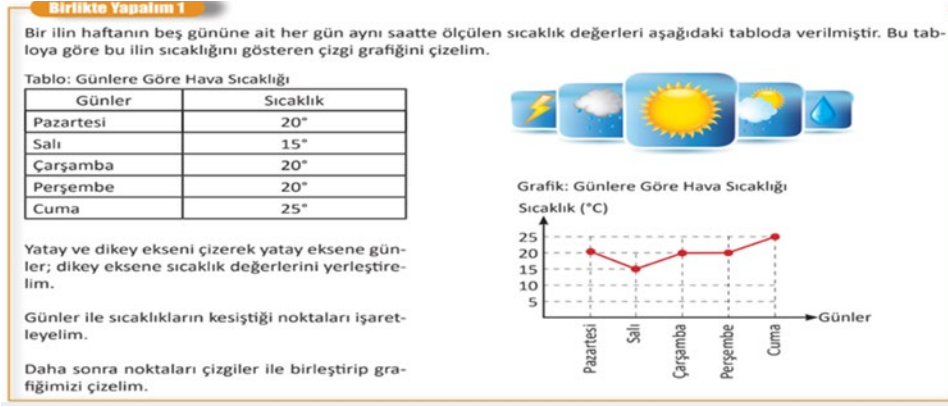 Birlikte Yapalım 1
Bir ilin haftanın beş gününe ait her gün aynı saatte ölçülen sıcaklık değerleri aşağıdaki tabloda verilmiştir. Bu tab-
loya göre bu ilin sıcaklığını gösteren çizgi grafiğini çizelim.
Tablo: Günlere Göre Hava Sıcaklığı
Günler Sıcaklık
Pazartesi 20°
Salı 15°
Çarşamba 20°
Perşembe 20°
Cuma 25°
Yatay ve dikey ekseni çizerek yatay eksene gün-
ler; dikey eksene sıcaklık değerlerini yerleştire-
lim.
Günler ile sıcaklıkların kesiştiği noktaları işaret-
leyelim.
Daha sonra noktaları çizgiler ile birleştirip gra-
fiğimizi çizelim.
Grafik: Günlere Göre Hava Sıcaklığı
Sıcaklık (°C)
25
20
15
10
5
Günler
Pazartesi
Salı
Çarşamba
Perşembe
Cuma